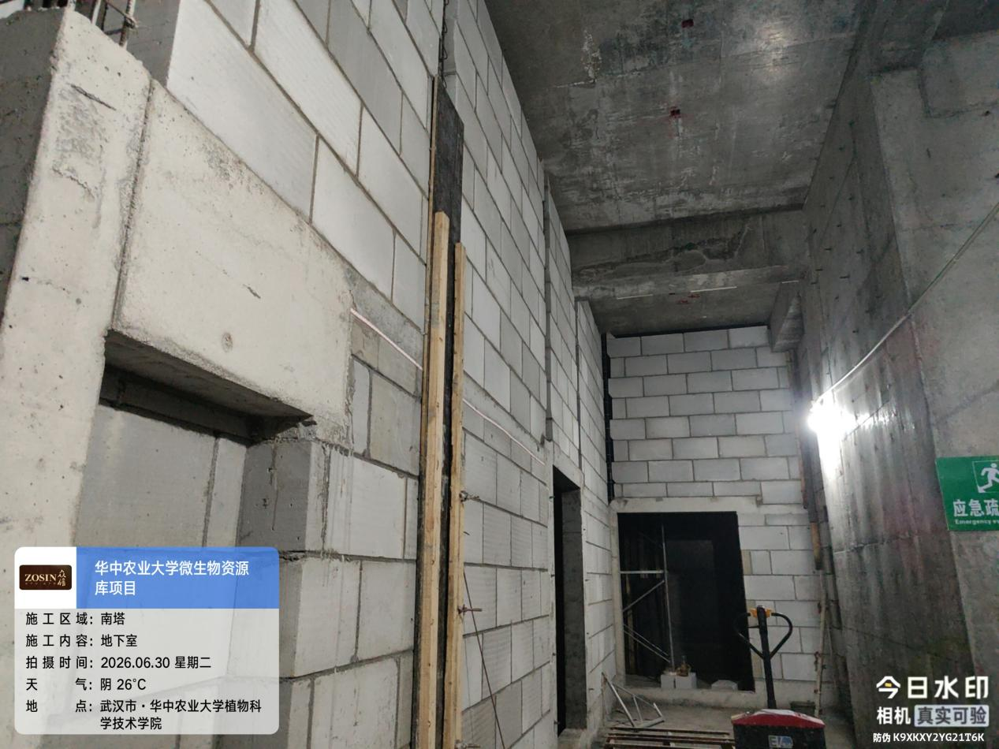 应急疏
Emergency
ZOSIN 众信
华中农业大学微生物资源
库项目
施工区域：南塔
施工内容：地下室
拍摄时间：2026.06.30 星期二
天气：阴 26℃
地点：武汉市·华中农业大学植物科
学技术学院
今日水印
相机 真实可验
防伪 K9XKXY2YG21T6K